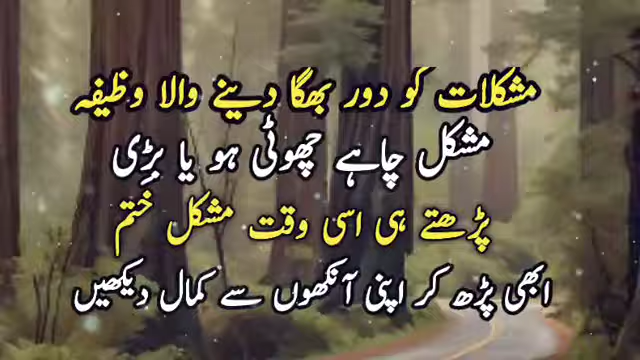 مشکلات کو دور بھگا دینے والا وظیفہ
مشکل چاہے چھوٹی ہو یا بڑی
پڑھتے ہی اسی وقت مشکل ختم
ابھی پڑھ کر اپنی آنکھوں سے کمال دیکھیں